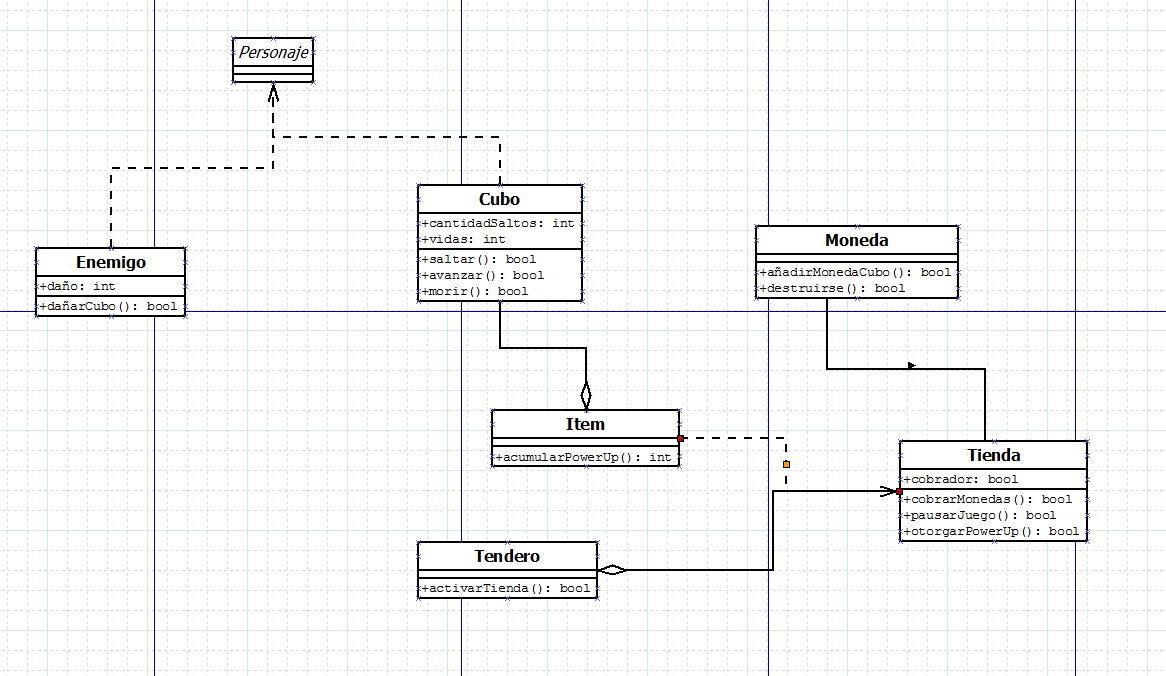 Personaje
Enemigo
+daño: int
+dañarCubo(): bool
Cubo
+cantidadSaltos: int
+vidas: int
+saltar(): bool
+avanzar(): bool
+morir(): bool
Moneda
+añadirMonedaCubo(): bool
+destruirse(): bool
Item
+acumularPowerUp(): int
Tienda
+cobrador: bool
+cobrarMonedas(): bool
+pausarJuego(): bool
+otorgarPowerUp(): bool
Tendero
+activarTienda(): bool